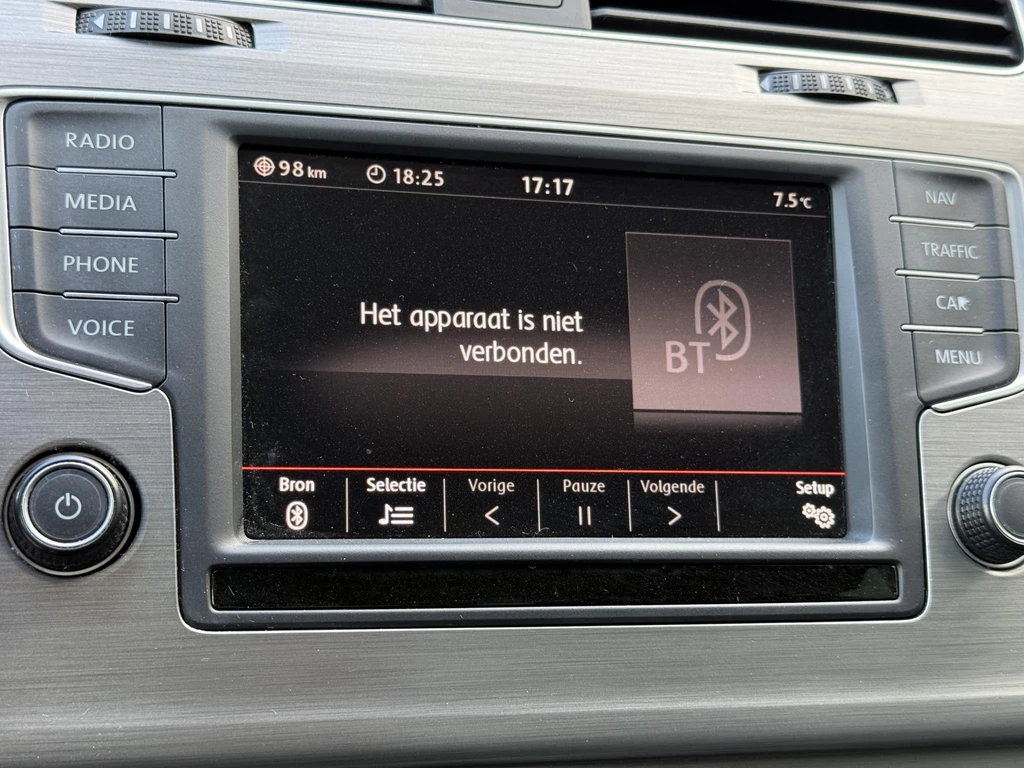 RADIO
MEDIA
PHONE
VOICE
98 km 18:25 17:17 7.5°C
Het apparaat is niet
verbonden.
BT
Bron Selectie Vorige Pauze Volgende Setup
NAV
TRAFFIC
CAR
MENU